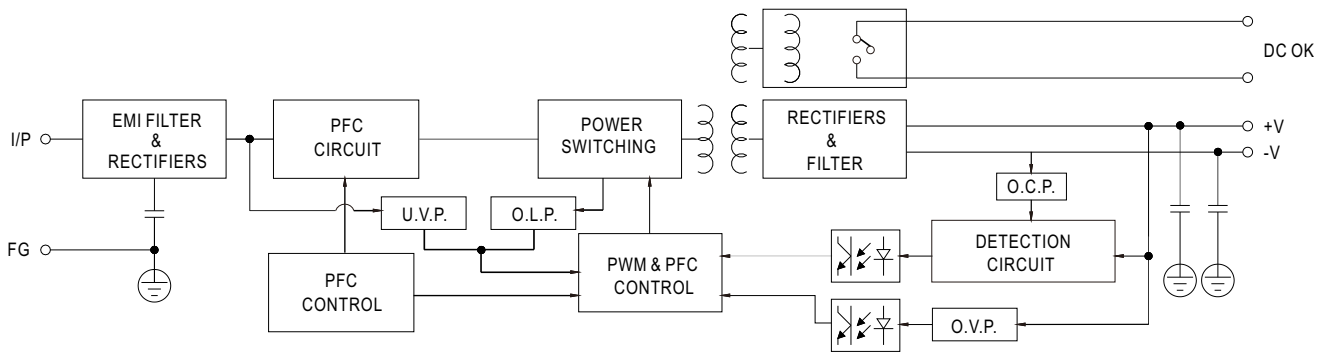 DC OK
I/P
EMI FILTER
&
RECTIFIERS
PFC
CIRCUIT
POWER
SWITCHING
RECTIFIERS
&
FILTER
+V
-V
O.C.P.
U.V.P.
O.L.P.
FG
PFC
CONTROL
PWM & PFC
CONTROL
DETECTION
CIRCUIT
O.V.P.